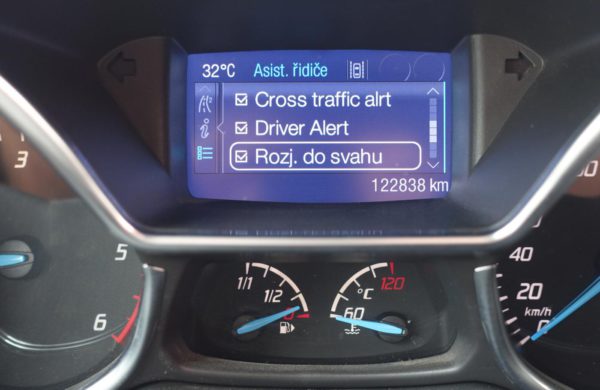 32°C Asist. řidiče
Cross traffic alrt
Driver Alert
Rozj. do svahu
122838 km
3
5
6
1/1
1/2
0
°C
120
60
40
20
0
km/h